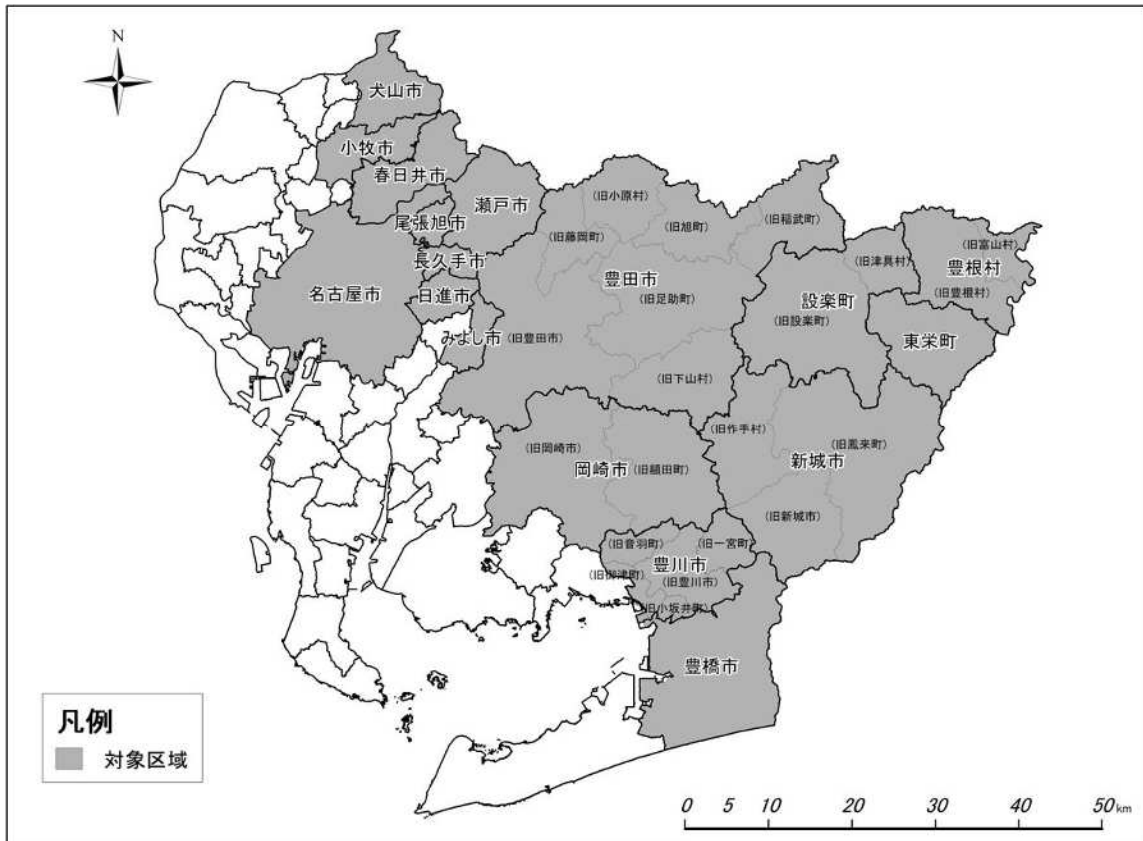 N
犬山市
小牧市
春日井市
瀬戸市
尾張旭市
長久手市
日進市
名古屋市
みよし市
(旧小原村)
(旧藤岡町)
(旧旭町)
(旧稲武町)
豊田市
(旧足助町)
(旧豊田市)
(旧下山村)
(旧津具村)
設楽町
(旧設楽町)
(旧富山村)
豊根村
(旧豊根村)
東栄町
(旧作手村)
(旧鳳来町)
新城市
(旧新城市)
(旧岡崎市)
岡崎市
(旧額田町)
(旧音羽町)
(旧一宮町)
豊川市
(旧御津町)
(旧豊川市)
(旧小坂井町)
豊橋市
凡例
対象区域
0 5 10 20 30 40 50 km